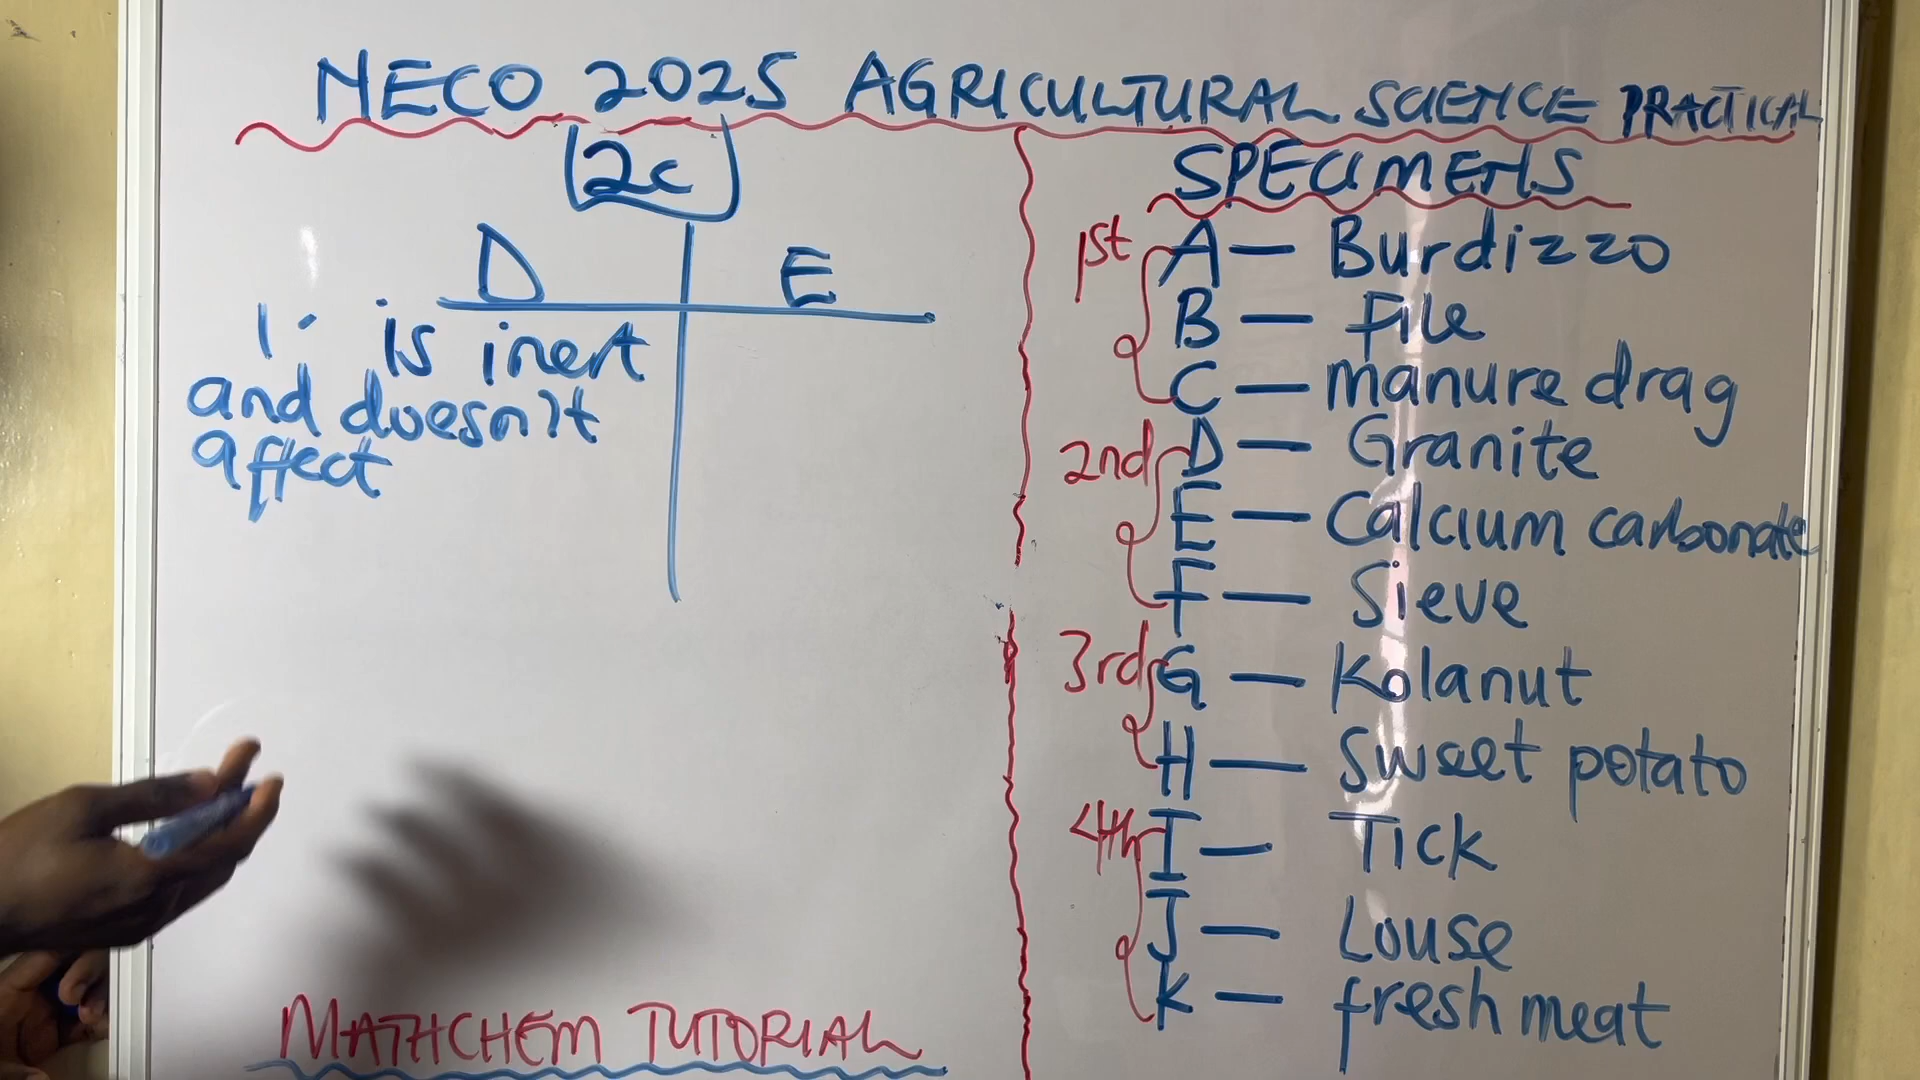 NECO 2025 AGRICULTURAL SCIENCE PRACTICAL
2c
D E
1. is inert
and doesn't
affect
MATHCHEM TUTORIAL
SPECIMENS
1st A — Burdizzo
B — File
C — manure drag
2nd D — Granite
E — Calcium carbonate
F — Sieve
3rd G — Kolanut
H — Sweet potato
4th I — Tick
J — Louse
K — fresh meat